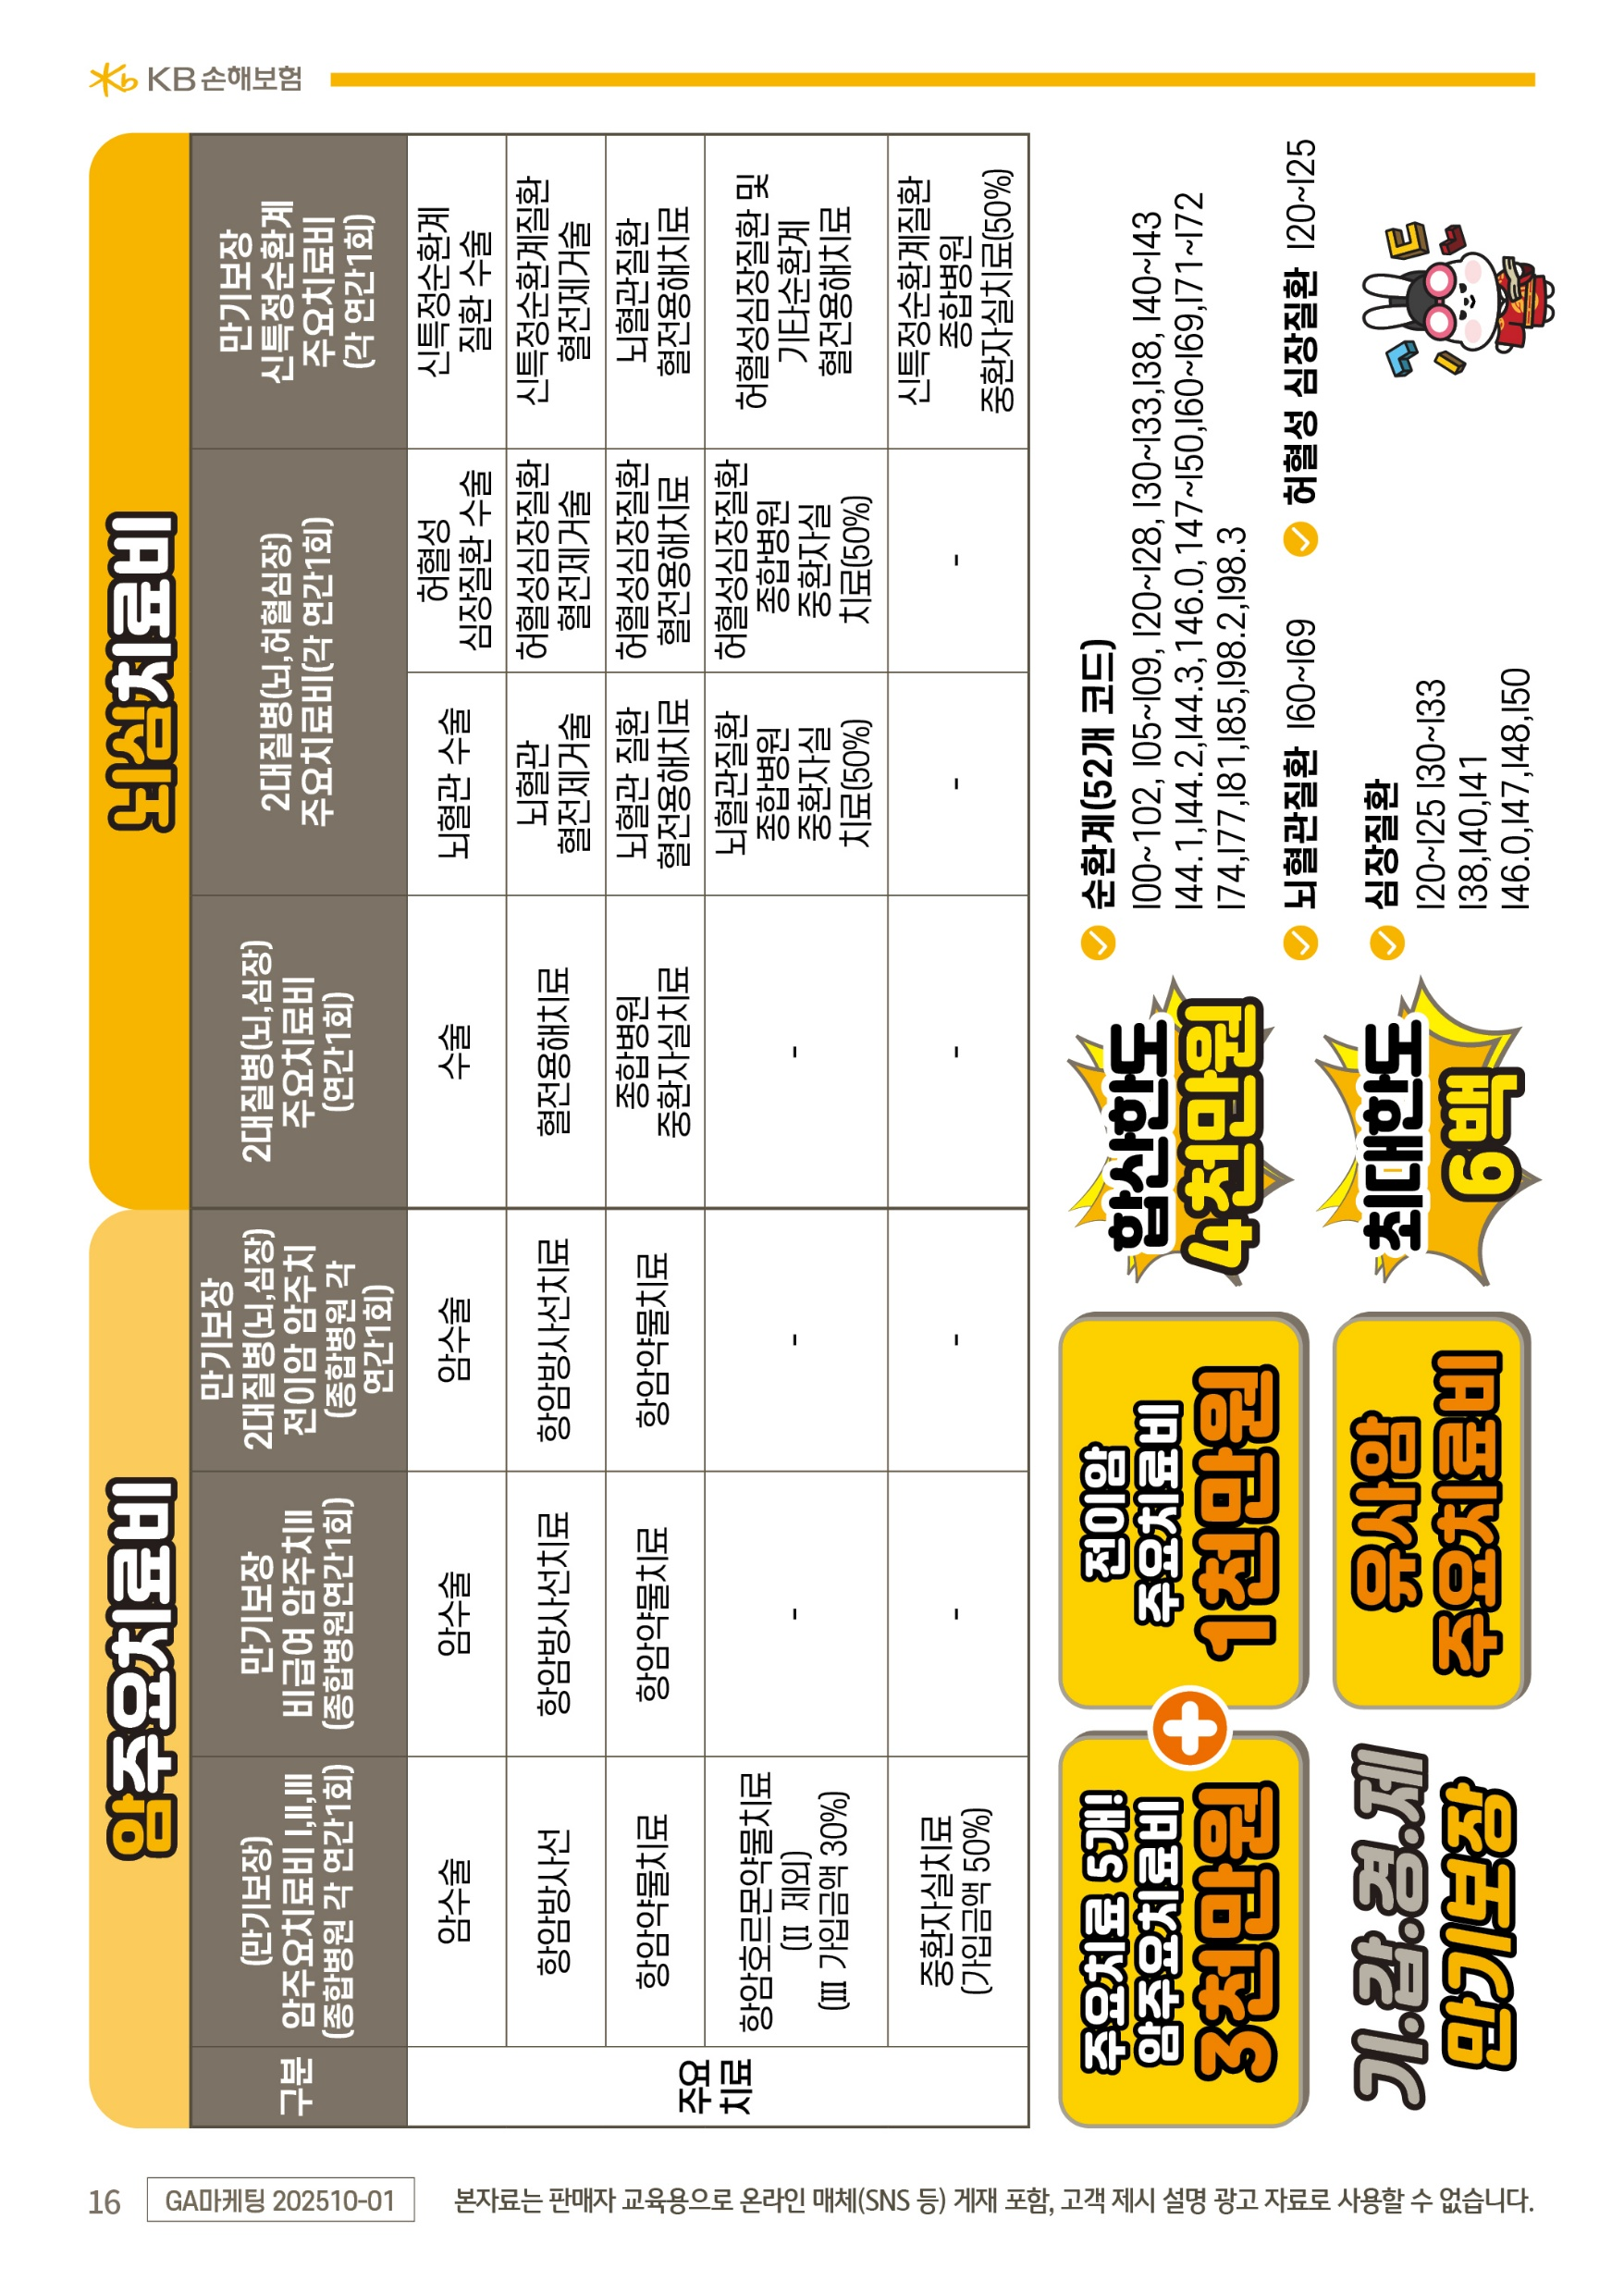 KB손해보험
암주요치료비
뇌심치료비
구분
(만기보장)
암주요치료비 I,II,III
(종합병원 각 연간1회)
만기보장
비급여 암주치III
(종합병원연간1회)
만기보장
2대질병(뇌,심장)
전이암 암주치
(종합병원 각
연간1회)
2대질병(뇌,심장)
주요치료비
(연간1회)
2대질병(뇌,허혈심장)
주요치료비(각 연간1회)
만기보장
신특정순환계
주요치료비
(각 연간1회)
주요
치료
암수술
암수술
암수술
수술
뇌혈관 수술
허혈성
심장질환 수술
신특정순환계
질환 수술
항암방사선
항암방사선치료
항암방사선치료
혈전용해치료
뇌혈관
혈전제거술
허혈성심장질환
혈전제거술
신특정순환계질환
혈전제거술
항암약물치료
항암약물치료
항암약물치료
종합병원
중환자실치료
뇌혈관 질환
혈전용해치료
허혈성심장질환
혈전용해치료
뇌혈관질환
혈전용해치료
항암호르몬약물치료
(II 제외)
(III 가입금액 30%)
-
-
-
뇌혈관질환
종합병원
중환자실
치료(50%)
허혈성심장질환
종합병원
중환자실
치료(50%)
허혈성심장질환 및
기타순환계
혈전용해치료
중환자실치료
(가입금액 50%)
-
-
-
-
-
신특정순환계질환
종합병원
중환자실치료(50%)
주요치료 5개!
암주요치료비
3천만원
+
전이암
주요치료비
1천만원
합산한도
4천만원
기.갑.경.제
만기보장
유사암
주요치료비
최대한도
6백
순환계(52개 코드)
I00~102, I05~I09, I20~I28, I30~I33,I38, I40~I43
I44.1,I44.2,I44.3,146.0,147~I50,I60~I69,I71~I72
I74,I77,I81,I85,I98.2,I98.3
뇌혈관질환 I60~I69
허혈성 심장질환 I20~I25
심장질환
I20~I25 I30~I33
I38,I40,I41
I46.0,I47,I48,I50
16
GA마케팅 202510-01
본자료는 판매자 교육용으로 온라인 매체(SNS 등) 게재 포함, 고객 제시 설명 광고 자료로 사용할 수 없습니다.